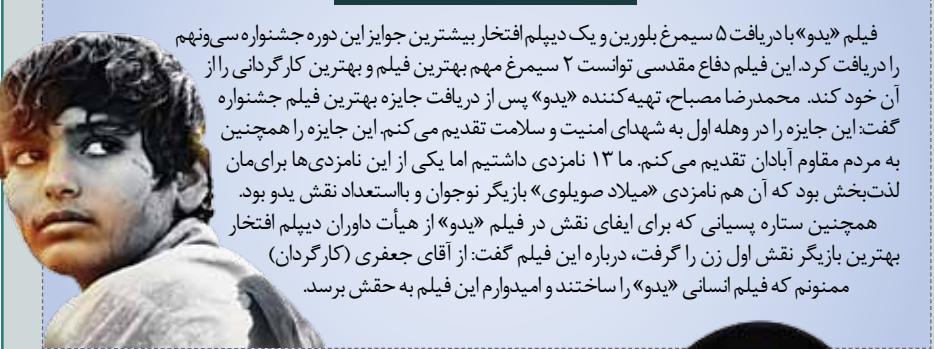 فیلم «یدو» با دریافت ۵ سیمرغ بلورین و یک دیپلم افتخار بیشترین جوایز این دوره جشنواره سی‌ونهم
را دریافت کرد. این فیلم دفاع مقدسی توانست ۲ سیمرغ مهم بهترین فیلم و بهترین کارگردانی را از
آن خود کند. محمدرضا مصباح، تهیه‌کننده «یدو» پس از دریافت جایزه بهترین فیلم جشنواره
گفت: این جایزه را در وهله اول به شهدای امنیت و سلامت تقدیم می‌کنم. این جایزه را همچنین
به مردم مقاوم آبادان تقدیم می‌کنم. ما ۱۳ نامزدی داشتیم اما یکی از این نامزدی‌ها برای‌مان
لذت‌بخش بود که آن هم نامزدی «میلاد صویلوی» بازیگر نوجوان و بااستعداد نقش یدو بود.
همچنین ستاره پسیانی که برای ایفای نقش در فیلم «یدو» از هیأت داوران دیپلم افتخار
بهترین بازیگر نقش اول زن را گرفت، درباره این فیلم گفت: از آقای جعفری (کارگردان)
ممنونم که فیلم انسانی «یدو» را ساختند و امیدوارم این فیلم به حقش برسد.